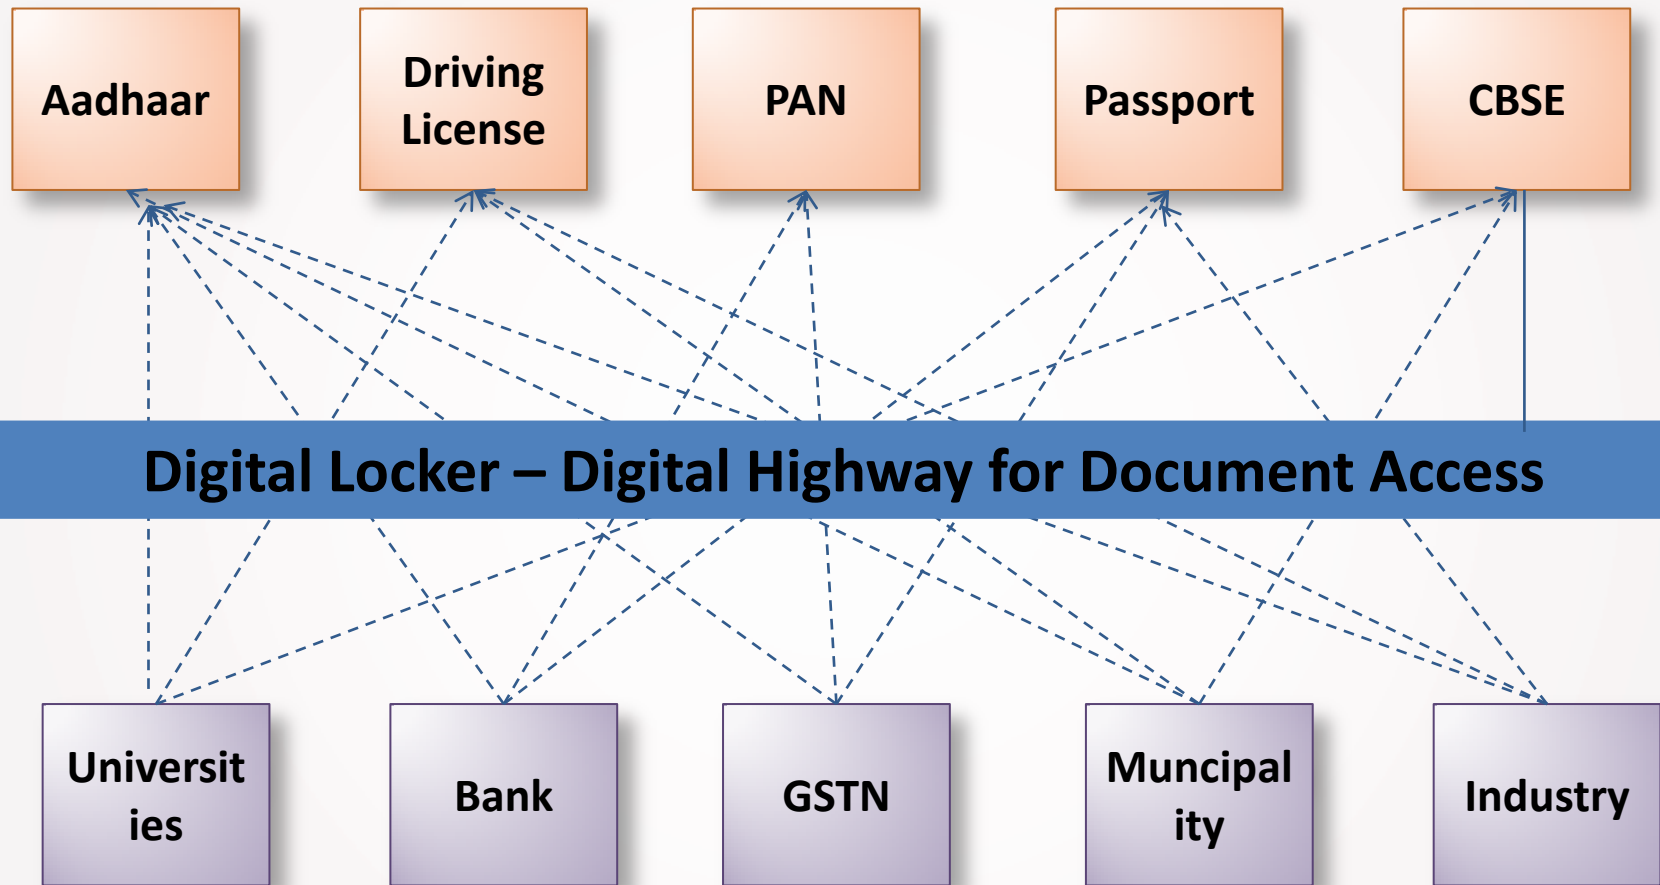 Aadhaar
Driving
License
PAN
Passport
CBSE
Digital Locker – Digital Highway for Document Access
Universit
ies
Bank
GSTN
Muncipal
ity
Industry